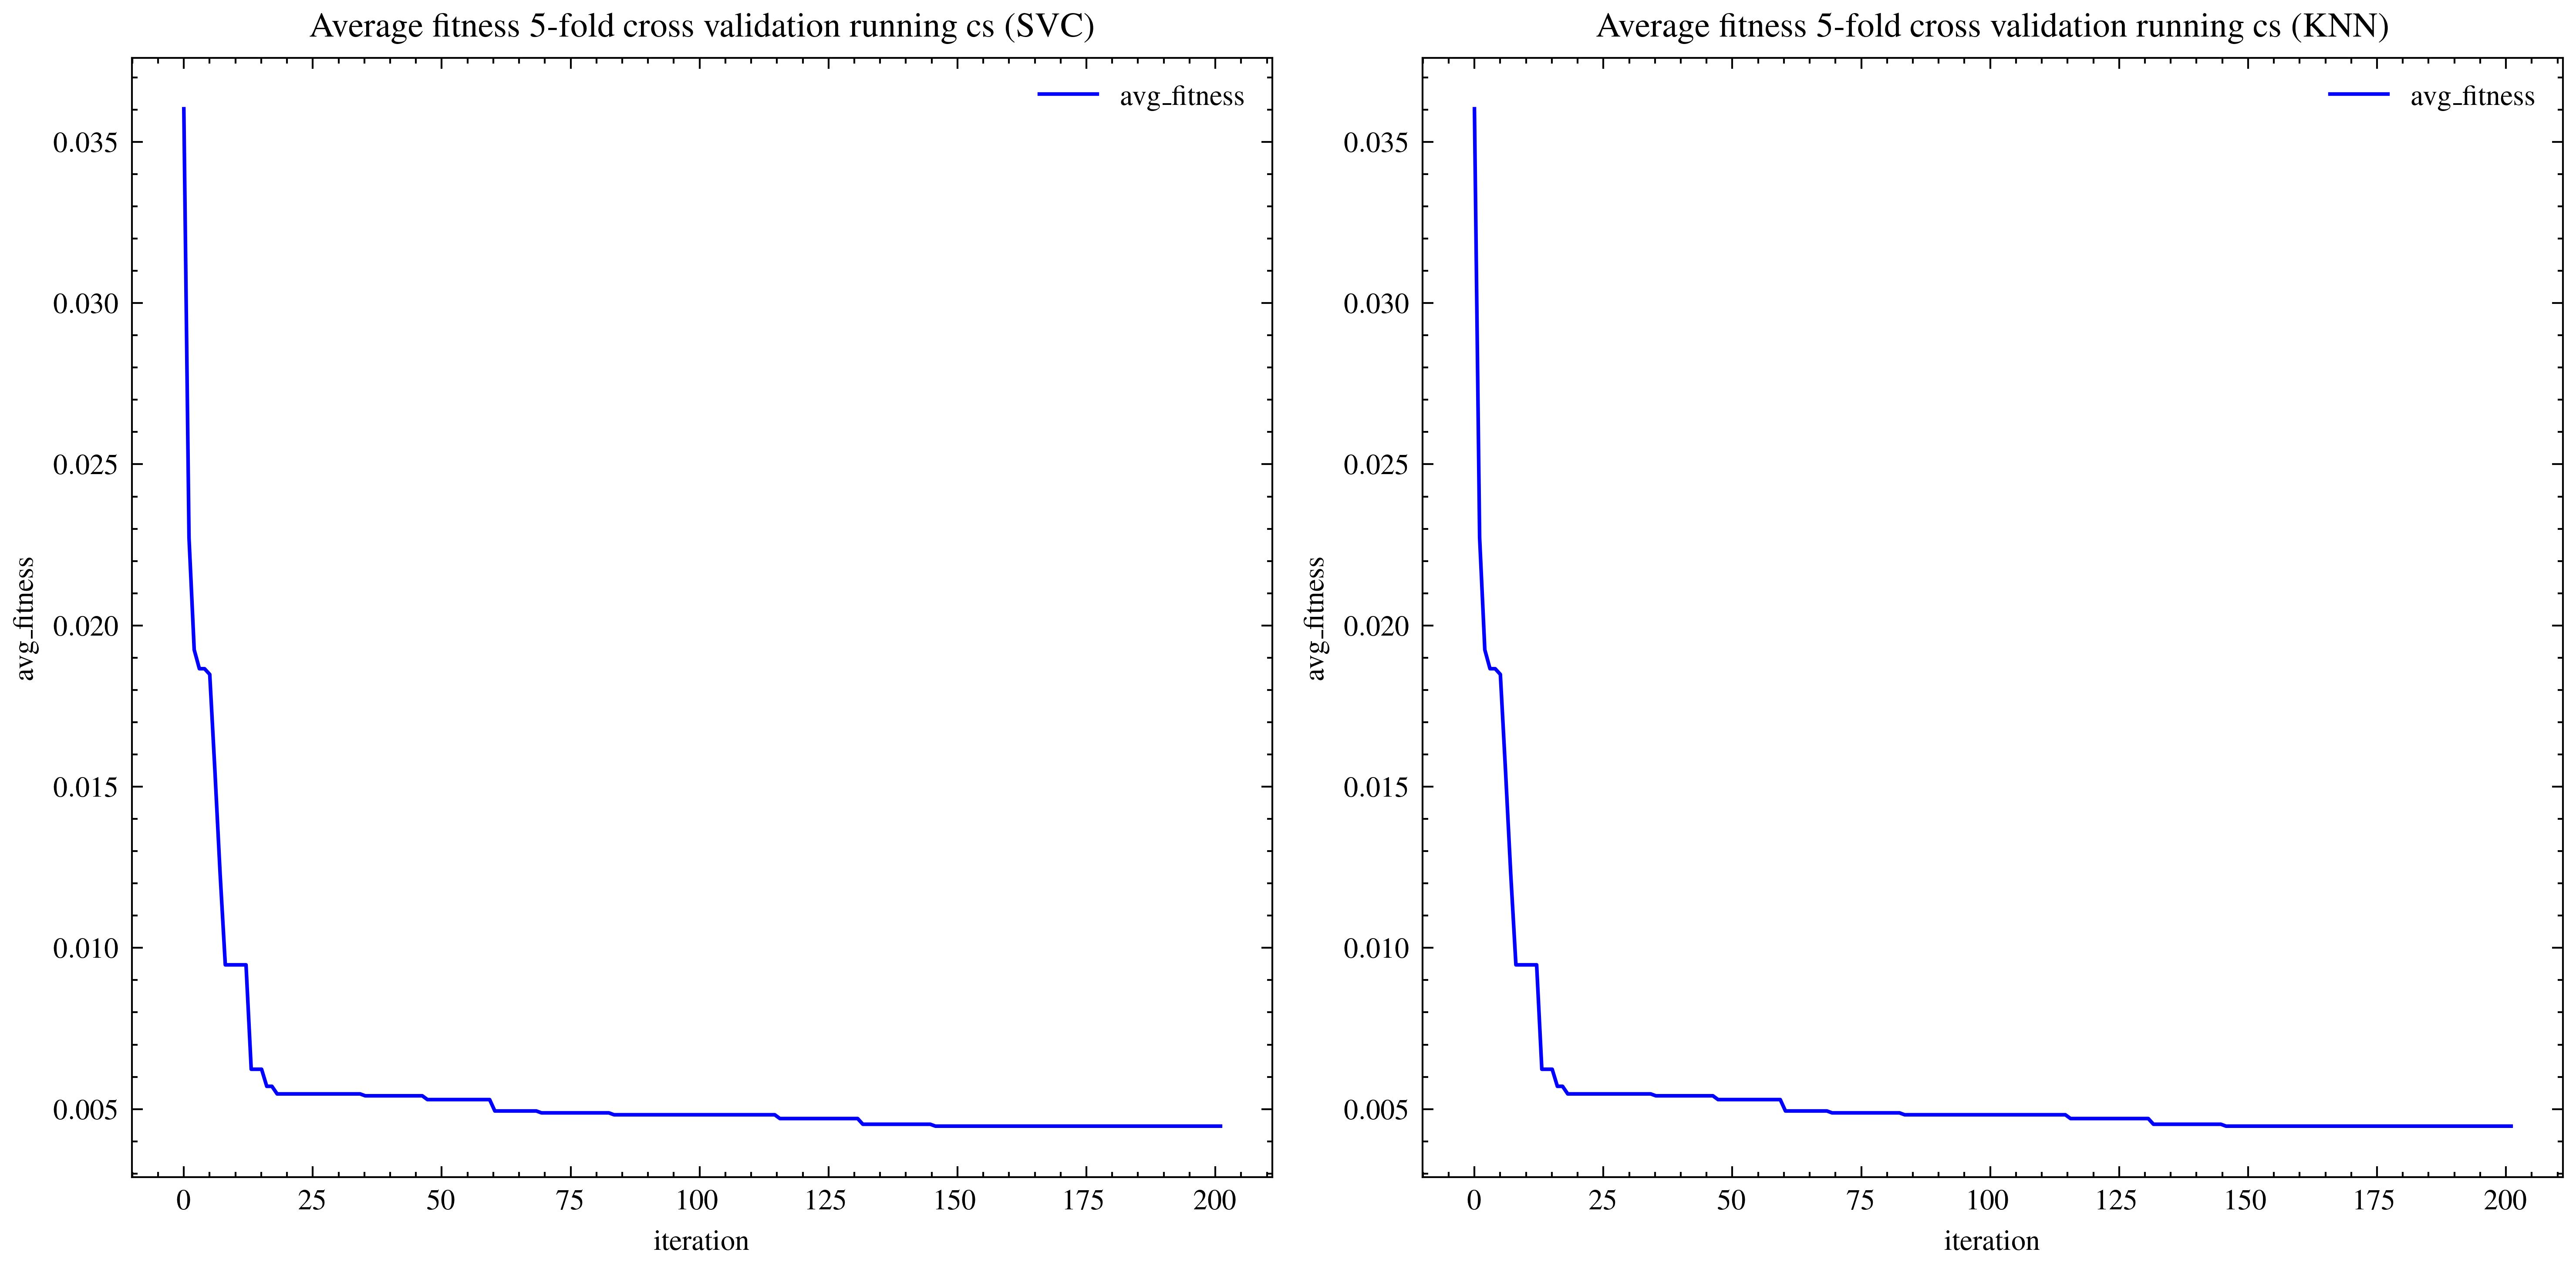 Average fitness 5-fold cross validation running cs (SVC)
avg_fitness
0.035
0.030
0.025
0.020
0.015
0.010
0.005
avg_fitness
0 25 50 75 100 125 150 175 200
iteration
Average fitness 5-fold cross validation running cs (KNN)
avg_fitness
0.035
0.030
0.025
0.020
0.015
0.010
0.005
avg_fitness
0 25 50 75 100 125 150 175 200
iteration